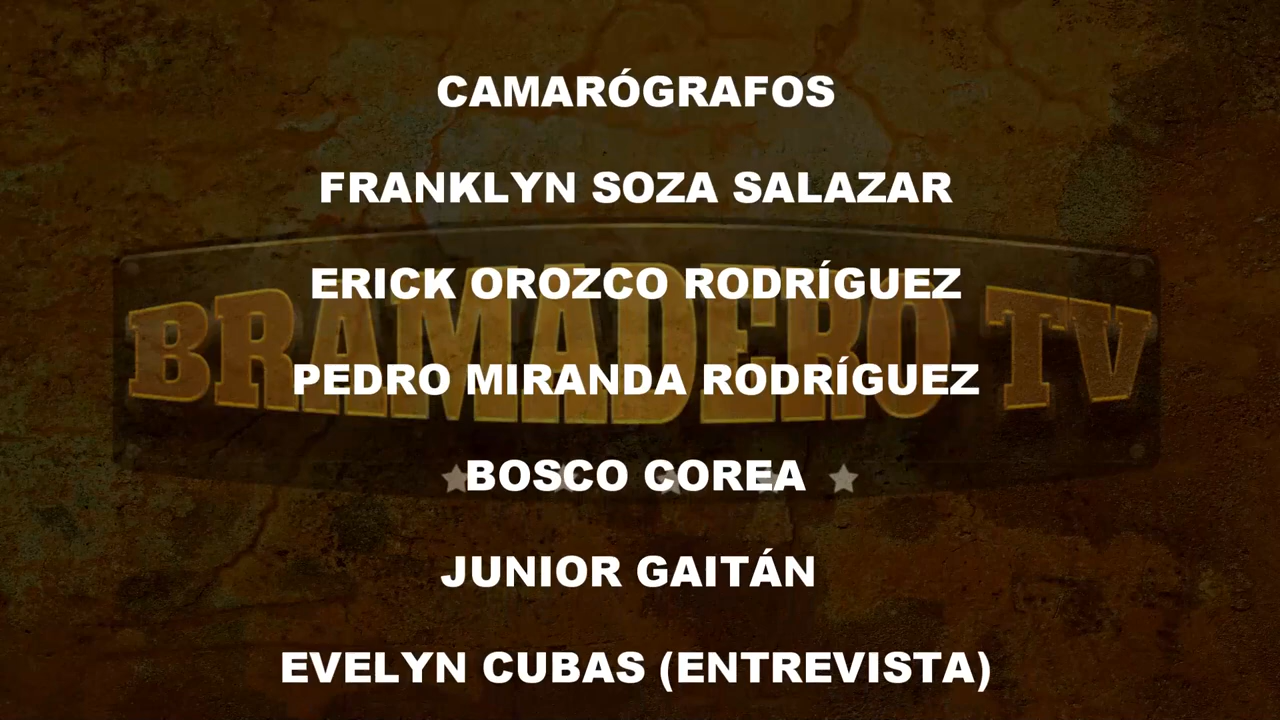 CAMARÓGRAFOS
FRANKLYN SOZA SALAZAR
ERICK OROZCO RODRÍGUEZ
BRAMADERO TV
PEDRO MIRANDA RODRÍGUEZ
BOSCO COREA
JUNIOR GAITÁN
EVELYN CUBAS (ENTREVISTA)